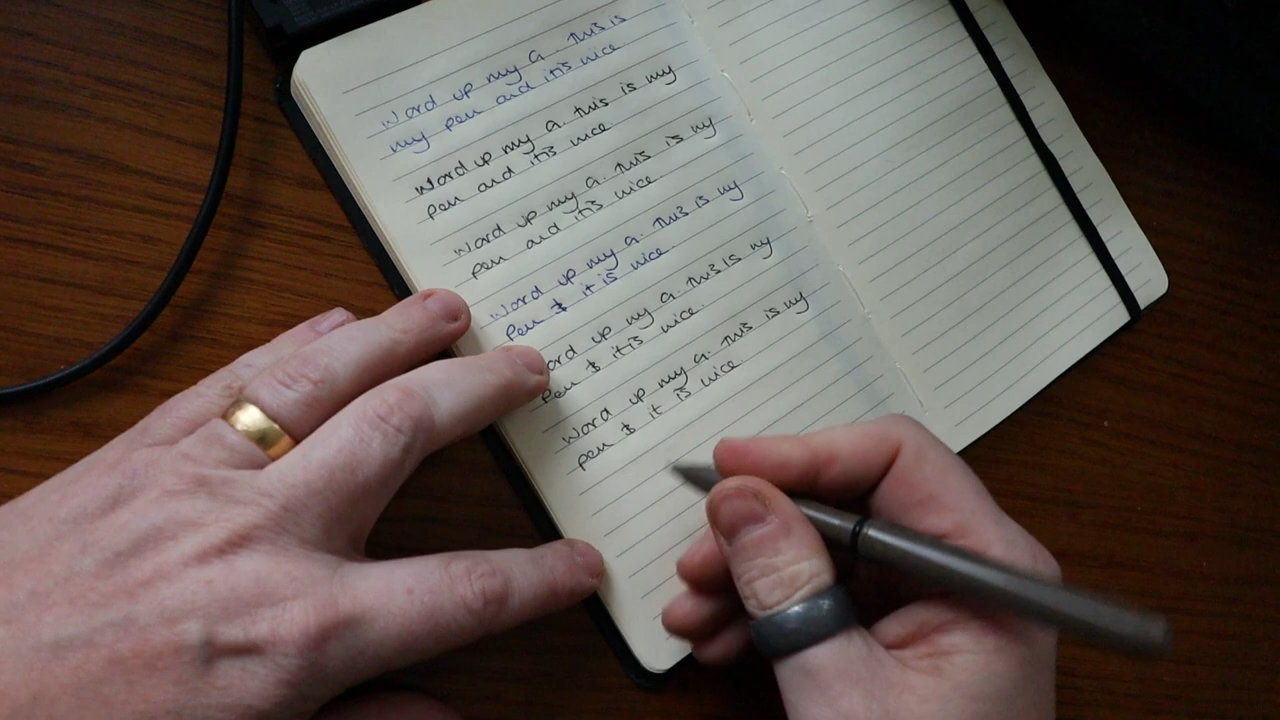 Word up my a. This is
my pen and it's nice
Word up my a. this is my
pen and it's nice
Word up my a. This is my
pen and it's nice.
Word up my a. This is my
Pen & it is nice.
ord up my a. This is my
Pen & it's nice.
Word up my a. This is my
pen & it is nice.